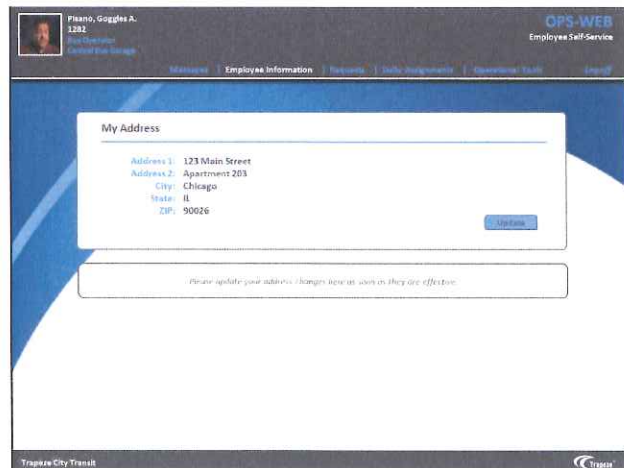 Pisano, Goggles A.
1282
Bus Operator
Central Bus Garage
OPS-WEB
Employee Self-Service
Messages | Employee Information | Requests | Daily Assignments | Operational Tools Logoff
My Address
Address 1: 123 Main Street
Address 2: Apartment 203
City: Chicago
State: IL
ZIP: 90026
Update
Please update your address changes here as soon as they are effective.
Trapeze City Transit
Trapeze